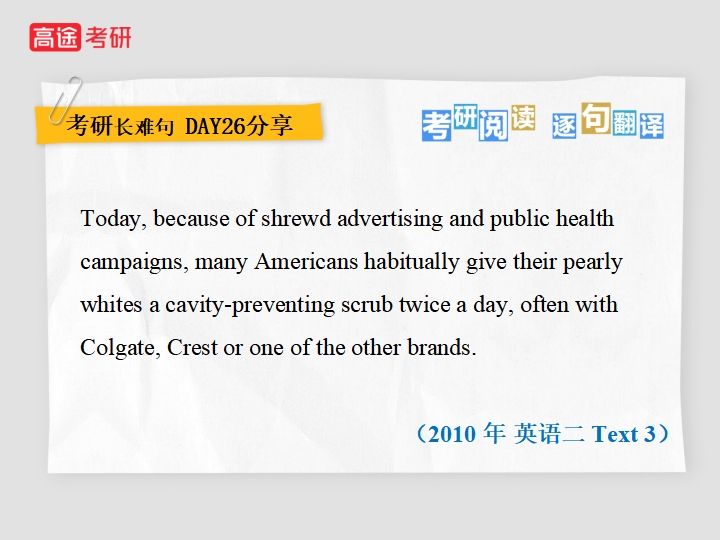 高途考研
考研长难句 DAY26分享
考研阅读 逐句翻译
Today, because of shrewd advertising and public health
campaigns, many Americans habitually give their pearly
whites a cavity-preventing scrub twice a day, often with
Colgate, Crest or one of the other brands.
（2010 年 英语二 Text 3）